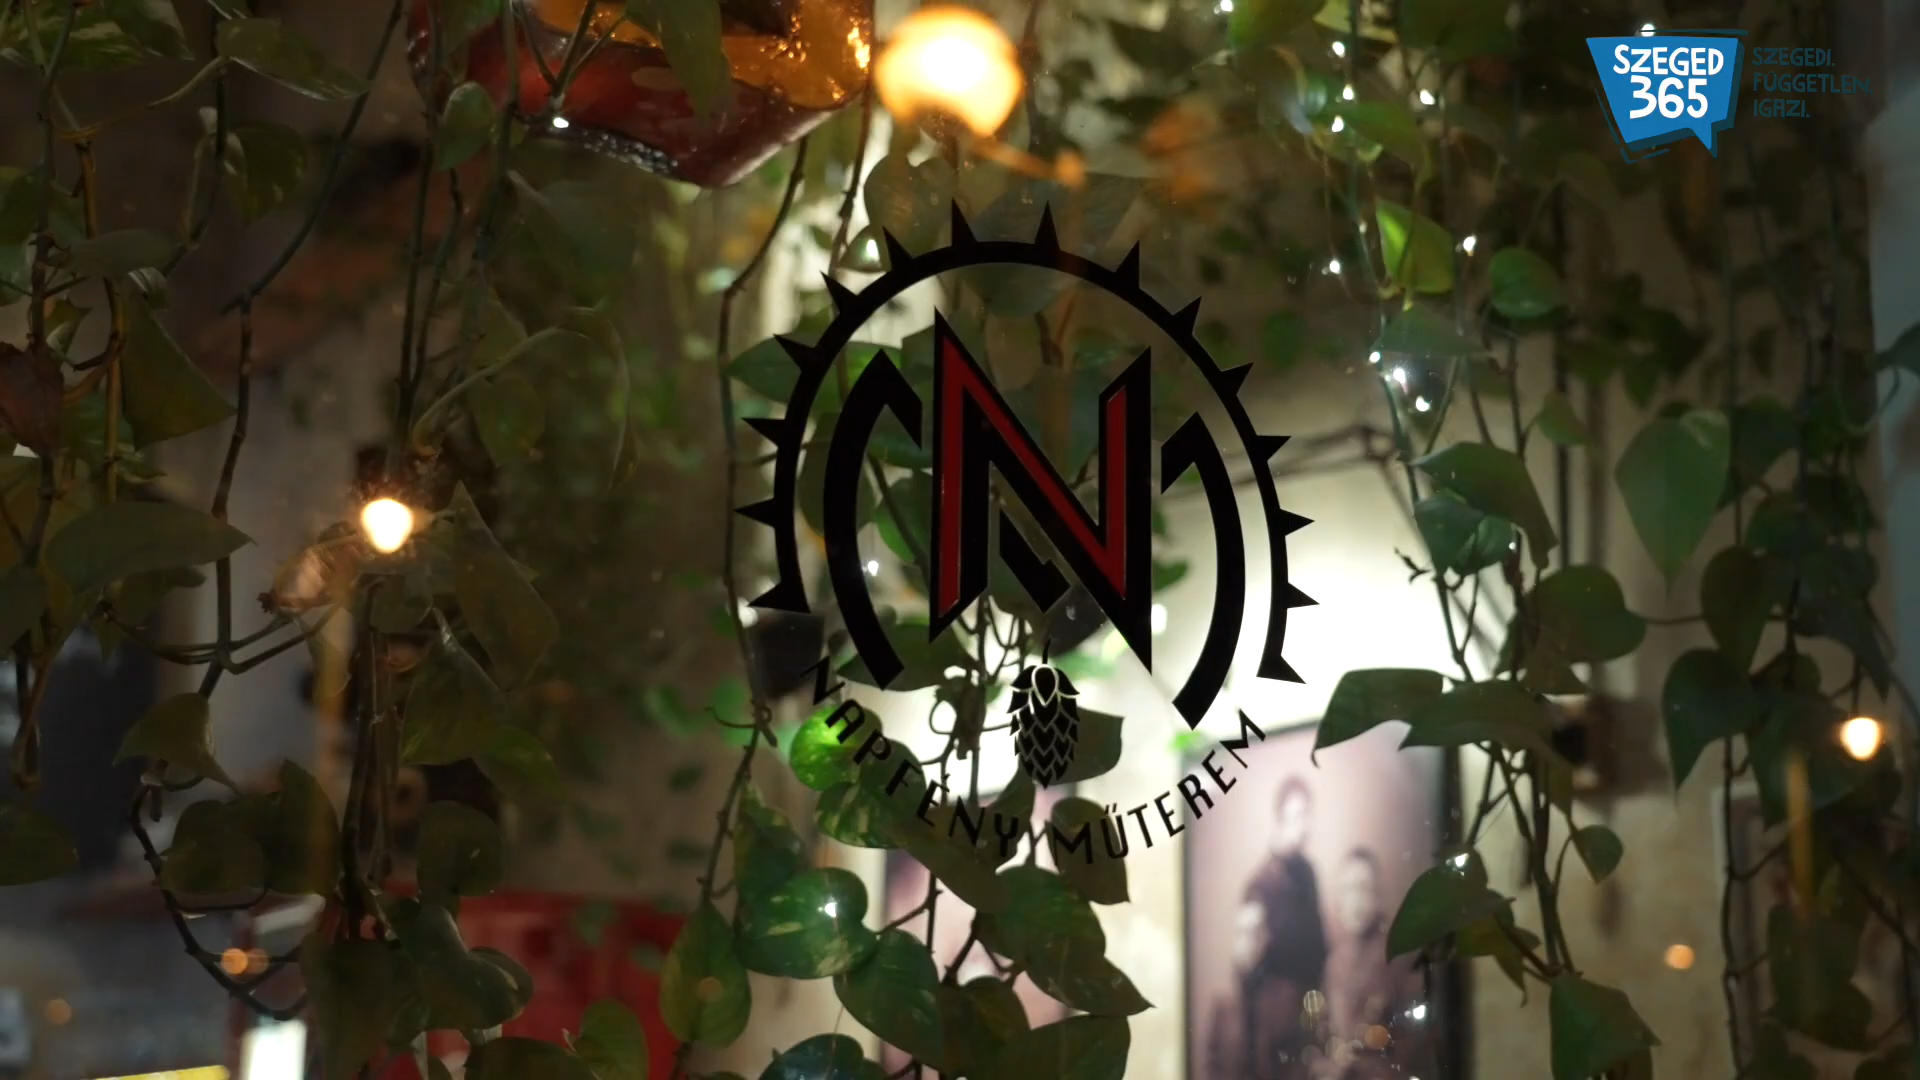 SZEGED
365
SZEGEDI.
FÜGGETLEN.
IGAZI.
N
NAPFÉNY MŰTEREM